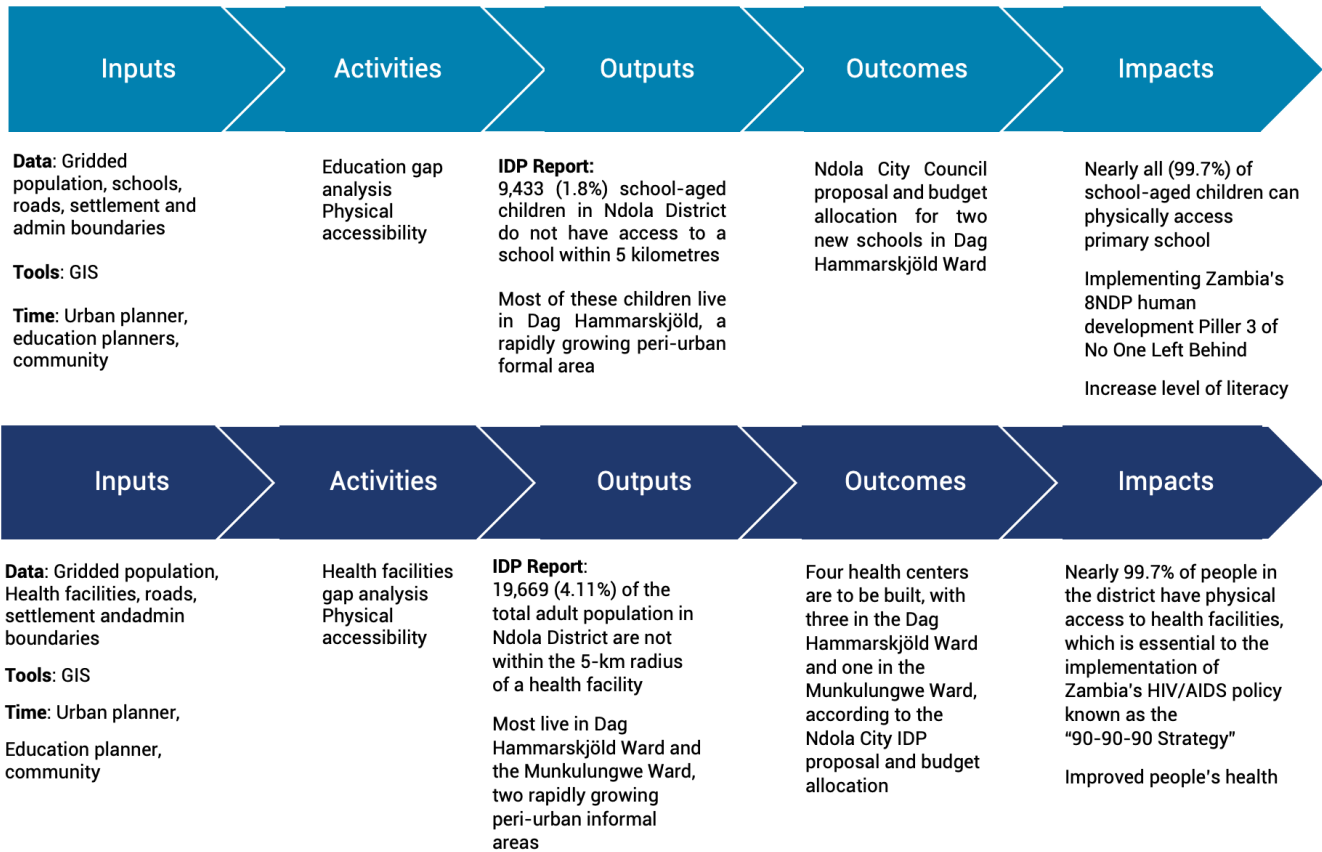 Inputs
Activities
Outputs
Outcomes
Impacts
Data: Gridded
population, schools,
roads, settlement and
admin boundaries
Tools: GIS
Time: Urban planner,
education planners,
community
Education gap
analysis
Physical
accessibility
IDP Report:
9,433 (1.8%) school-aged
children in Ndola District
do not have access to a
school within 5 kilometres
Most of these children live
in Dag Hammarskjöld, a
rapidly growing peri-urban
formal area
Ndola City Council
proposal and budget
allocation for two
new schools in Dag
Hammarskjöld Ward
Nearly all (99.7%) of
school-aged children can
physically access
primary school
Implementing Zambia's
8NDP human
development Piller 3 of
No One Left Behind
Increase level of literacy
Inputs
Activities
Outputs
Outcomes
Impacts
Data: Gridded population,
Health facilities, roads,
settlement andadmin
boundaries
Tools: GIS
Time: Urban planner,
Education planner,
community
Health facilities
gap analysis
Physical
accessibility
IDP Report:
19,669 (4.11%) of the
total adult population in
Ndola District are not
within the 5-km radius
of a health facility
Most live in Dag
Hammarskjöld Ward and
the Munkulungwe Ward,
two rapidly growing
peri-urban informal
areas
Four health centers
are to be built, with
three in the Dag
Hammarskjöld Ward
and one in the
Munkulungwe Ward,
according to the
Ndola City IDP
proposal and budget
allocation
Nearly 99.7% of people in
the district have physical
access to health facilities,
which is essential to the
implementation of
Zambia's HIV/AIDS policy
known as the
“90-90-90 Strategy”
Improved people's health